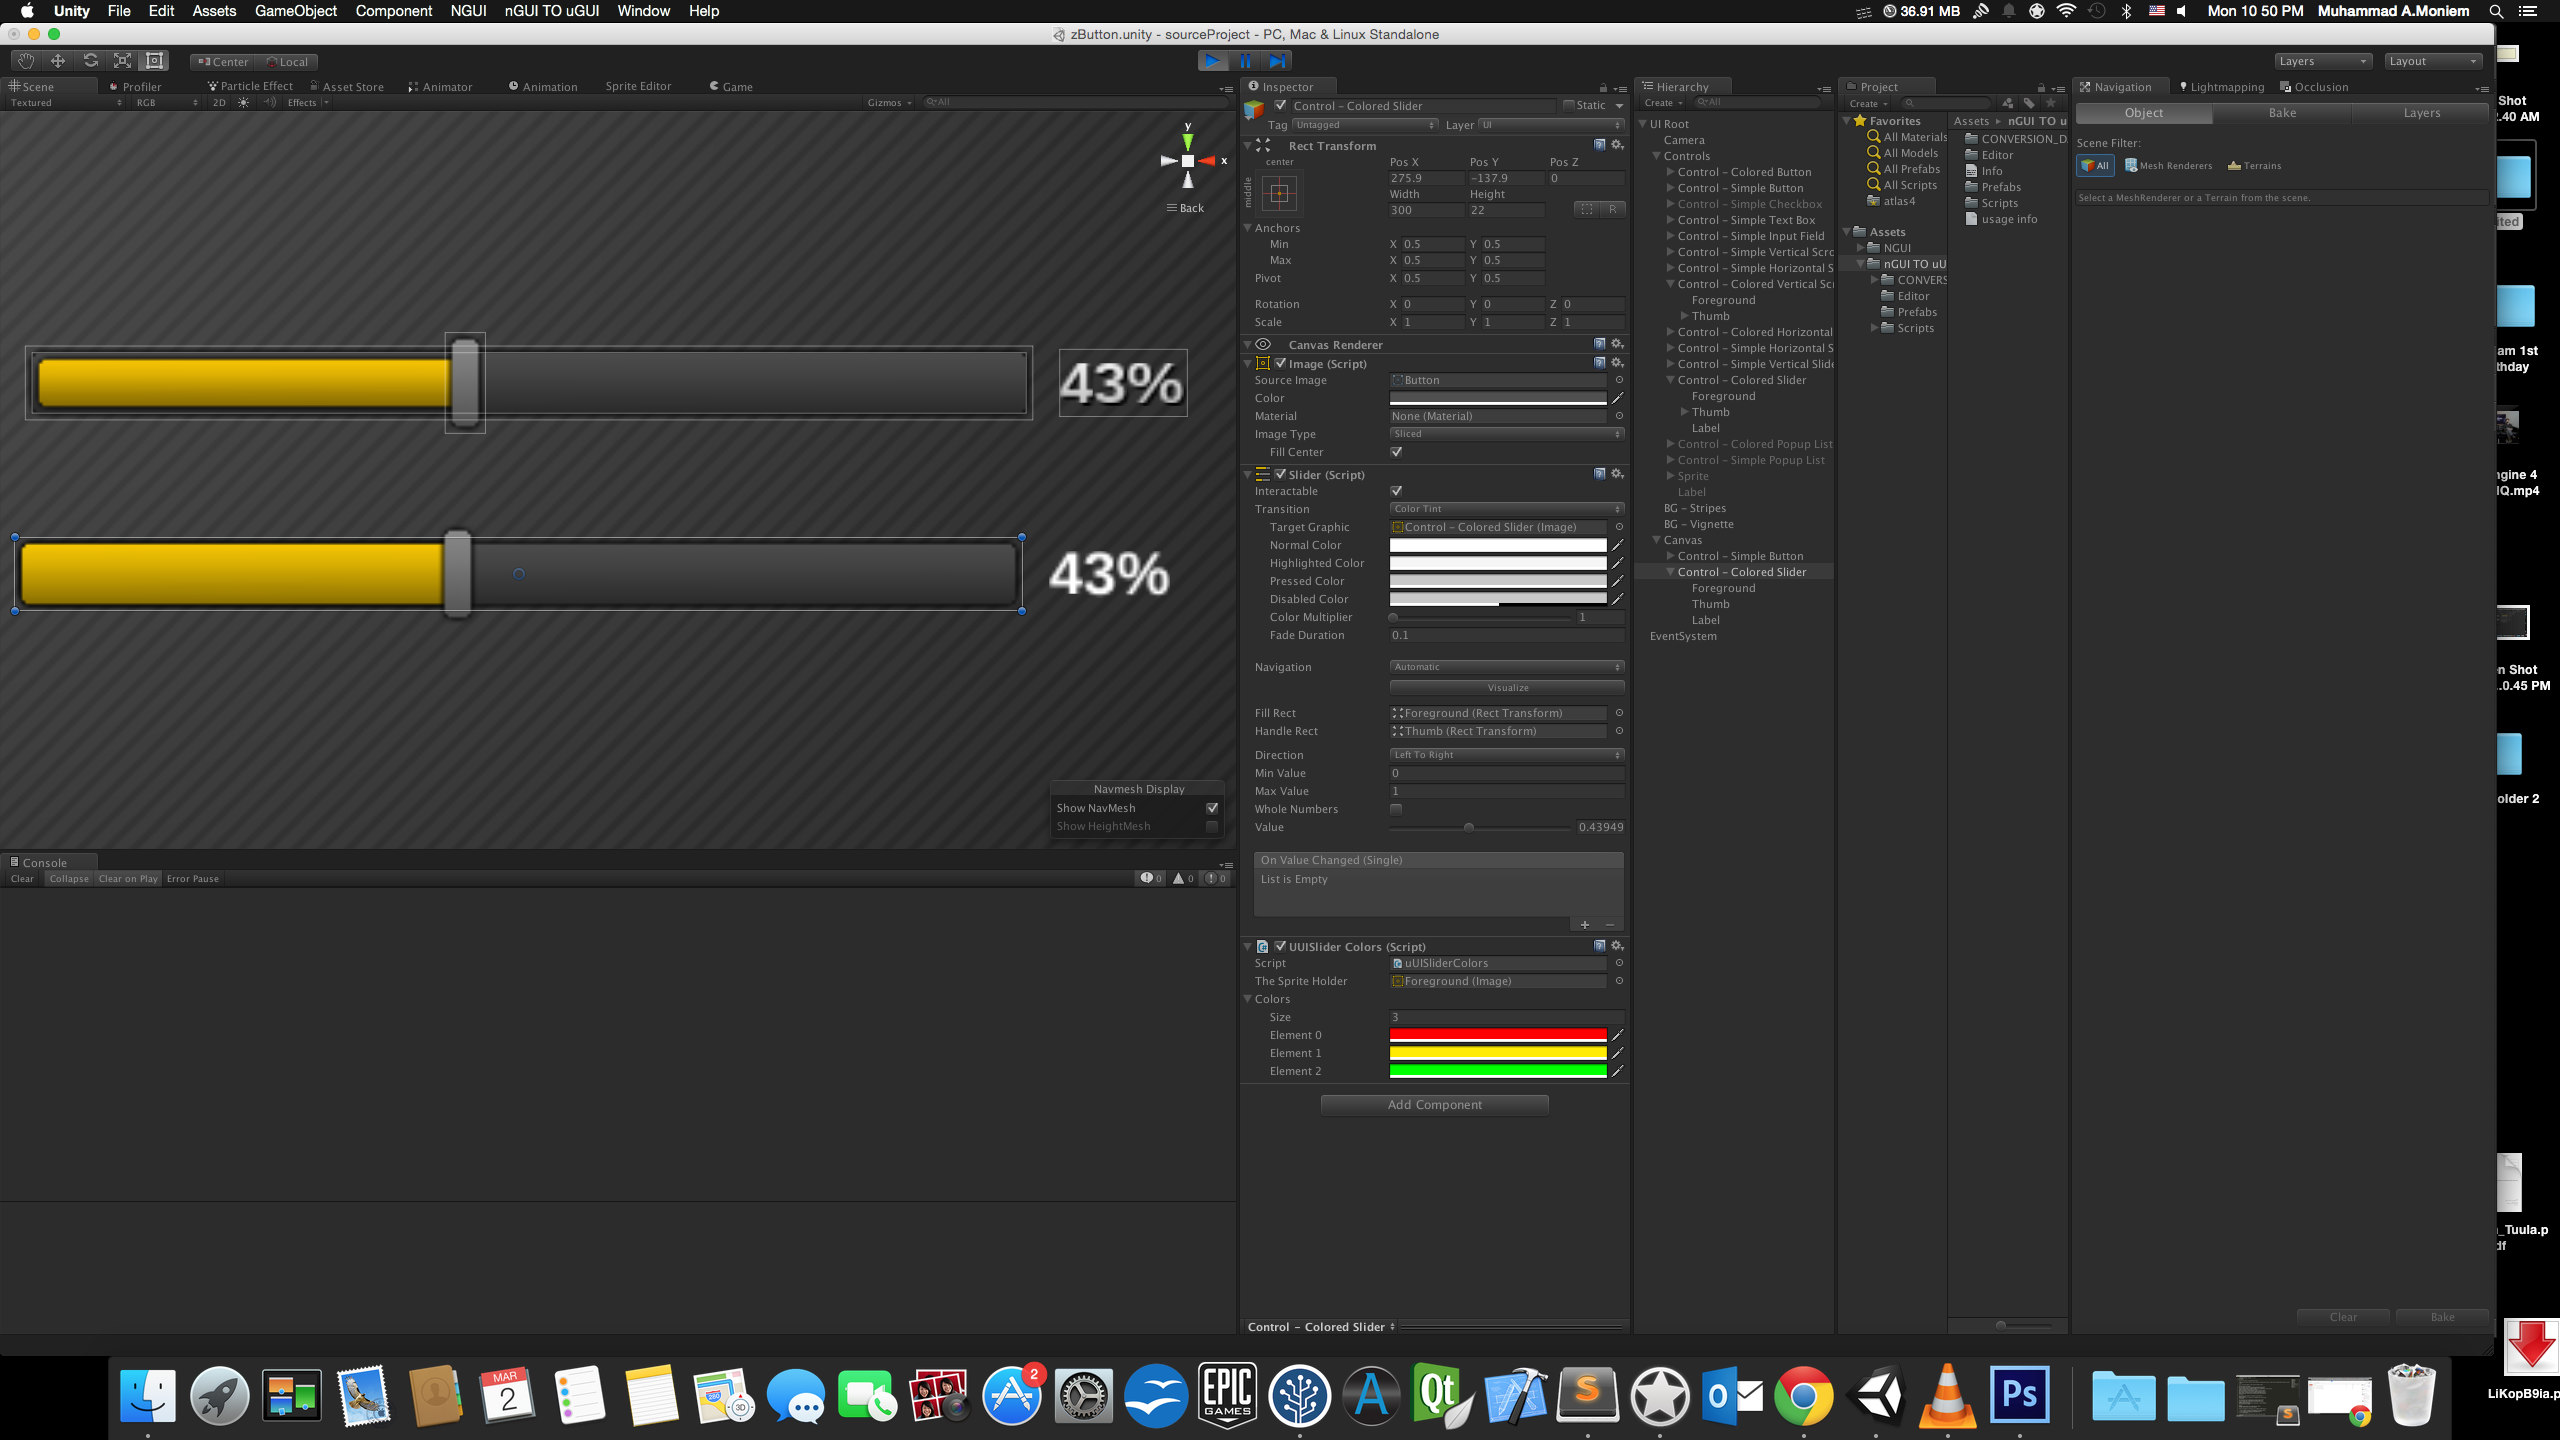 Unity File Edit Assets GameObject Component NGUI nGUI TO uGUI Window Help
36.91 MB Mon 10 50 PM Muhammad A.Moniem
zButton.unity - sourceProject - PC, Mac & Linux Standalone
Center Local
Layers Layout
Scene Profiler Particle Effect Asset Store Animator Animation Sprite Editor Game
Textured RGB 2D Effects Gizmos All
y
x
Back
43%
43%
Navmesh Display
Show NavMesh
Show HeightMesh
Console
Clear Collapse Clear on Play Error Pause 0 0 0
Inspector
Control - Colored Slider Static
Tag Untagged Layer UI
Rect Transform
center Pos X Pos Y Pos Z
middle 275.9 -137.9 0
Width Height
300 22 R
Anchors
Min X 0.5 Y 0.5
Max X 0.5 Y 0.5
Pivot X 0.5 Y 0.5
Rotation X 0 Y 0 Z 0
Scale X 1 Y 1 Z 1
Canvas Renderer
Image (Script)
Source Image Button
Color
Material None (Material)
Image Type Sliced
Fill Center
Slider (Script)
Interactable
Transition Color Tint
Target Graphic Control - Colored Slider (Image)
Normal Color
Highlighted Color
Pressed Color
Disabled Color
Color Multiplier 1
Fade Duration 0.1
Navigation Automatic
Visualize
Fill Rect Foreground (Rect Transform)
Handle Rect Thumb (Rect Transform)
Direction Left To Right
Min Value 0
Max Value 1
Whole Numbers
Value 0.43949
On Value Changed (Single)
List is Empty
+ -
UUISlider Colors (Script)
Script uUISliderColors
The Sprite Holder Foreground (Image)
Colors
Size 3
Element 0
Element 1
Element 2
Add Component
Control - Colored Slider
Hierarchy
Create All
UI Root
Camera
Controls
Control - Colored Button
Control - Simple Button
Control - Simple Checkbox
Control - Simple Text Box
Control - Simple Input Field
Control - Simple Vertical Scro
Control - Simple Horizontal S
Control - Colored Vertical Scr
Foreground
Thumb
Control - Colored Horizontal
Control - Simple Horizontal S
Control - Simple Vertical Slide
Control - Colored Slider
Foreground
Thumb
Label
Control - Colored Popup List
Control - Simple Popup List
Sprite
Label
BG - Stripes
BG - Vignette
Canvas
Control - Simple Button
Control - Colored Slider
Foreground
Thumb
Label
EventSystem
Project
Create
Favorites
All Materials
All Models
All Prefabs
All Scripts
atlas4
Assets
NGUI
nGUI TO uU
CONVERS
Editor
Prefabs
Scripts
Assets nGUI TO u
CONVERSION_D
Editor
Info
Prefabs
Scripts
usage info
Navigation Lightmapping Occlusion
Object Bake Layers
Scene Filter:
All Mesh Renderers Terrains
Select a MeshRenderer or a Terrain from the scene.
Clear Bake
Shot
2.40 AM
ited
am 1st
thday
ngine 4
IQ.mp4
n Shot
..0.45 PM
older 2
_Tuula.p
df
LiKopB9ia.p
MAR
2
2
EPIC
GAMES
A
Qt
S
Ps